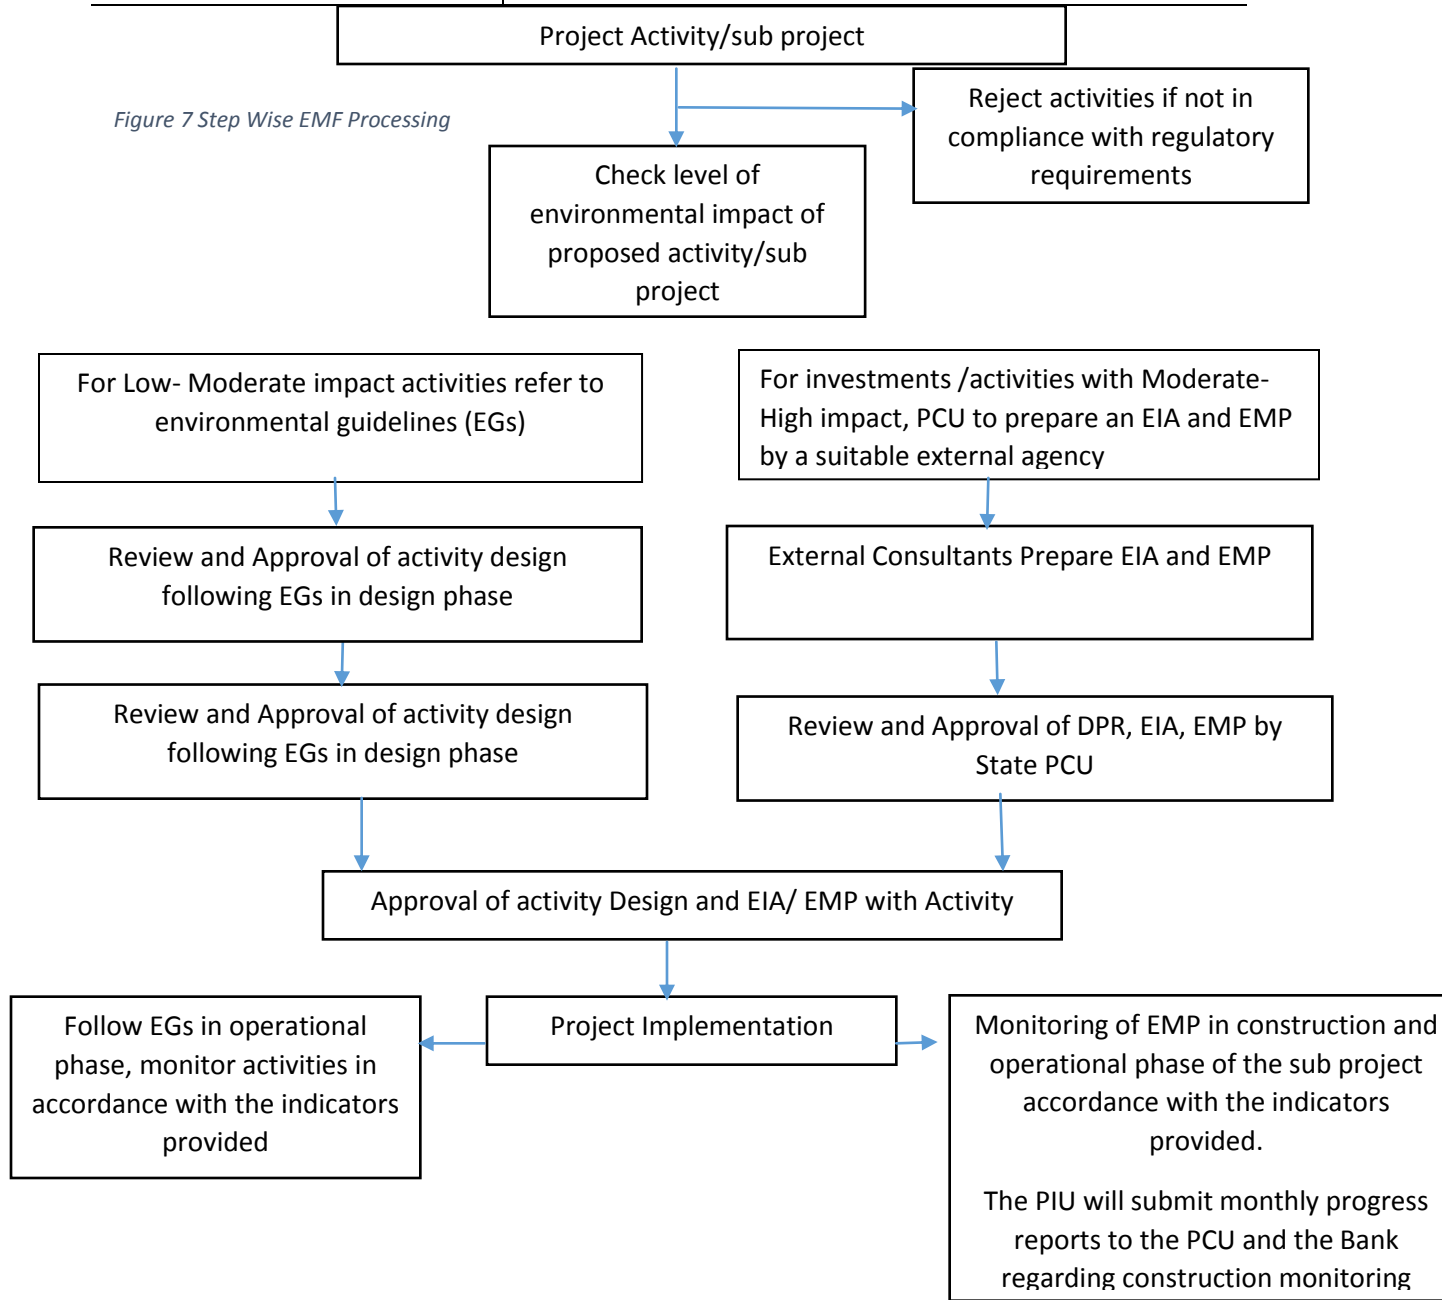 Project Activity/sub project
Figure 7 Step Wise EMF Processing
Reject activities if not in
compliance with regulatory
requirements
Check level of
environmental impact of
proposed activity/sub
project
For Low- Moderate impact activities refer to
environmental guidelines (EGs)
For investments /activities with Moderate-
High impact, PCU to prepare an EIA and EMP
by a suitable external agency
Review and Approval of activity design
following EGs in design phase
External Consultants Prepare EIA and EMP
Review and Approval of activity design
following EGs in design phase
Review and Approval of DPR, EIA, EMP by
State PCU
Approval of activity Design and EIA/ EMP with Activity
Follow EGs in operational
phase, monitor activities in
accordance with the indicators
provided
Project Implementation
Monitoring of EMP in construction and
operational phase of the sub project
accordance with the indicators
provided.
The PIU will submit monthly progress
reports to the PCU and the Bank
regarding construction monitoring